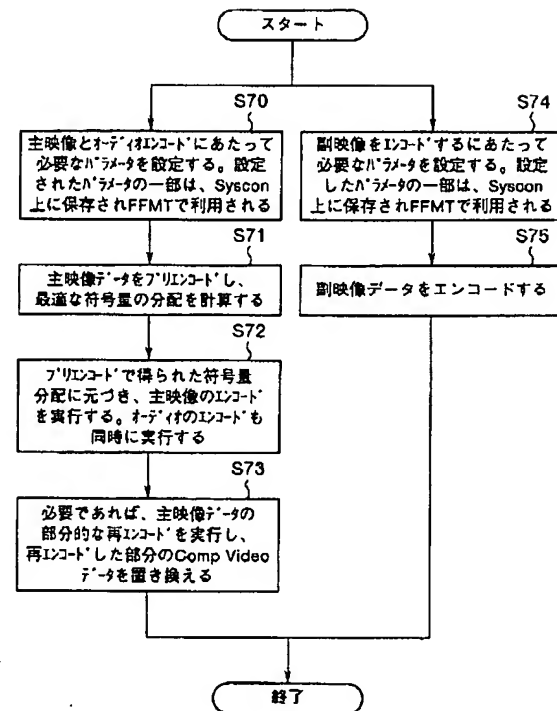 スタート
S70
主映像とｵｰﾃﾞｨｵｴﾝｺｰﾄﾞにあたって
必要なﾊﾟﾗﾒｰﾀを設定する。設定
されたﾊﾟﾗﾒｰﾀの一部は、Syscon
上に保存されFFMTで利用される
S71
主映像ﾃﾞｰﾀをﾌﾟﾘｴﾝｺｰﾄﾞし、
最適な符号量の分配を計算する
S72
ﾌﾟﾘｴﾝｺｰﾄﾞで得られた符号量
分配に元づき、主映像のｴﾝｺｰﾄﾞ
を実行する。ｵｰﾃﾞｨｵのｴﾝｺｰﾄﾞも
同時に実行する
S73
必要であれば、主映像ﾃﾞｰﾀの
部分的な再ｴﾝｺｰﾄﾞを実行し、
再ｴﾝｺｰﾄﾞした部分のComp Video
ﾃﾞｰﾀを置き換える
S74
副映像をｴﾝｺｰﾄﾞするにあたって
必要なﾊﾟﾗﾒｰﾀを設定する。設定
したﾊﾟﾗﾒｰﾀの一部は、Syscon
上に保存されFFMTで利用される
S75
副映像データをエンコードする
終了